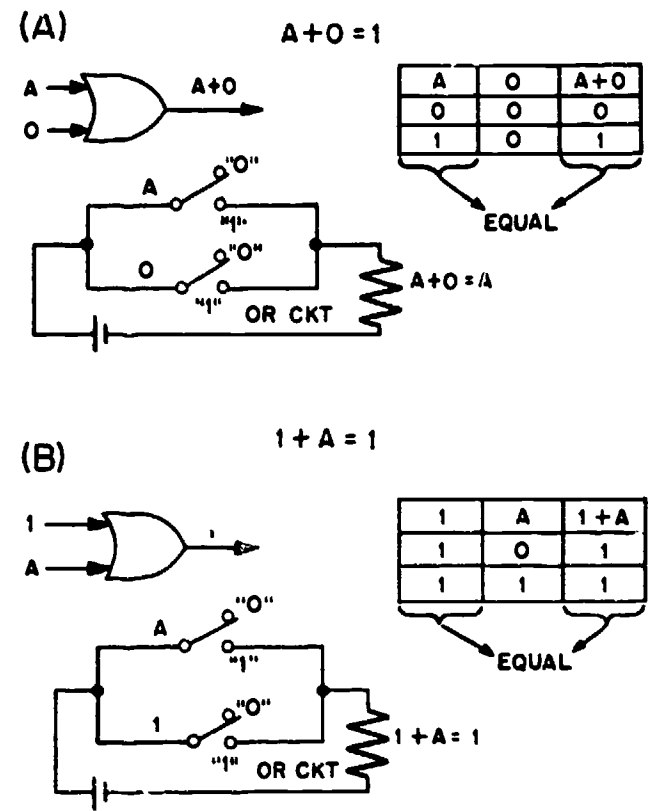 (A)
A+0=1
A
0
A+0
A 0 A+0
0 0 0
1 0 1
EQUAL
A
"0"
"1"
0
"0"
"1"
OR CKT
A+0=A
(B)
1+A=1
1
A
1
1 A 1+A
1 0 1
1 1 1
EQUAL
A
"0"
"1"
1
"0"
"1"
OR CKT
1+A=1